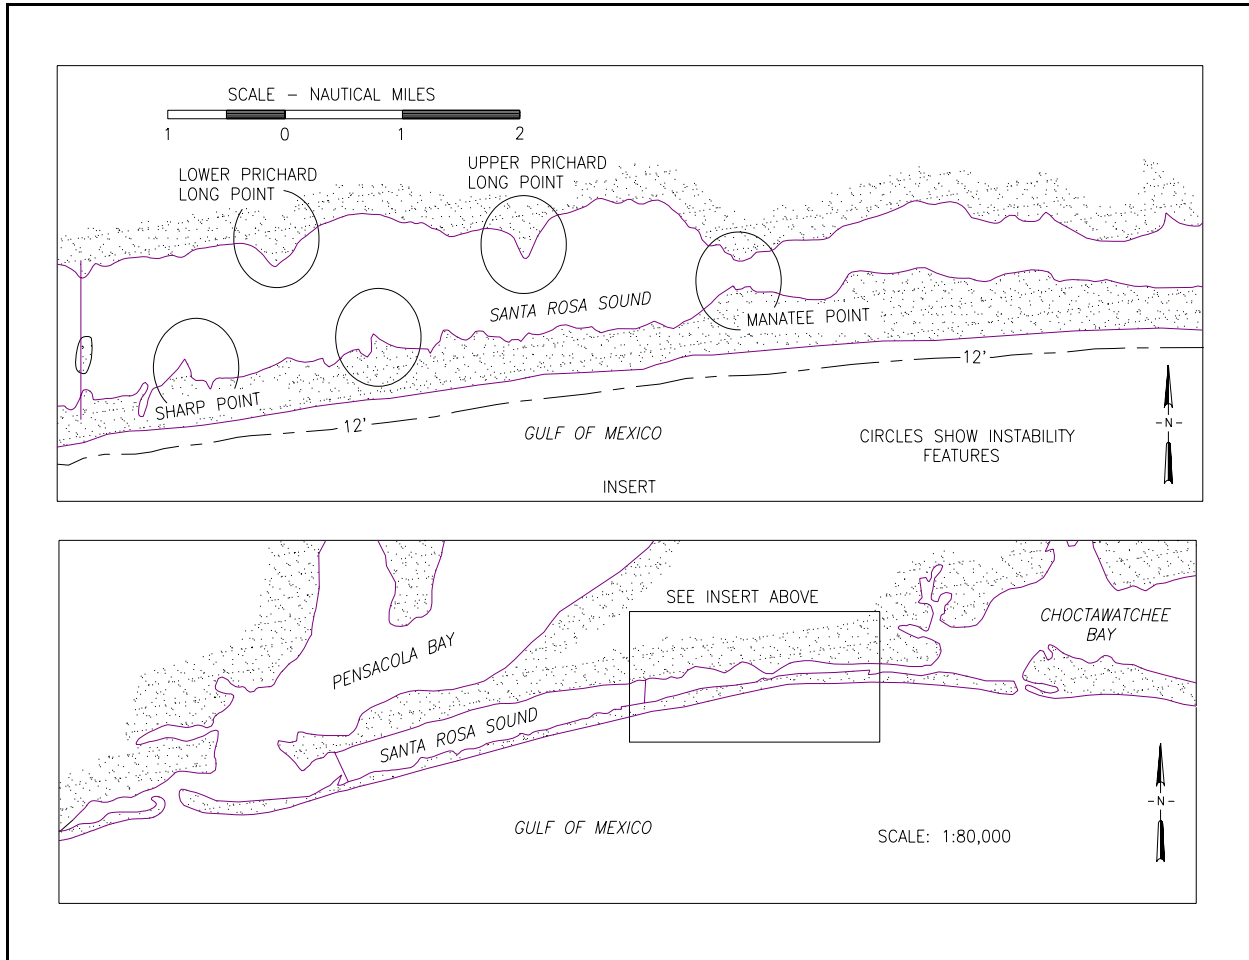 SCALE – NAUTICAL MILES
1 0 1 2
LOWER PRICHARD
LONG POINT
UPPER PRICHARD
LONG POINT
SANTA ROSA SOUND
MANATEE POINT
SHARP POINT
12'
12'
GULF OF MEXICO
CIRCLES SHOW INSTABILITY
FEATURES
-N-
INSERT
SEE INSERT ABOVE
CHOCTAWATCHEE
BAY
PENSACOLA BAY
SANTA ROSA SOUND
GULF OF MEXICO
SCALE: 1:80,000
-N-